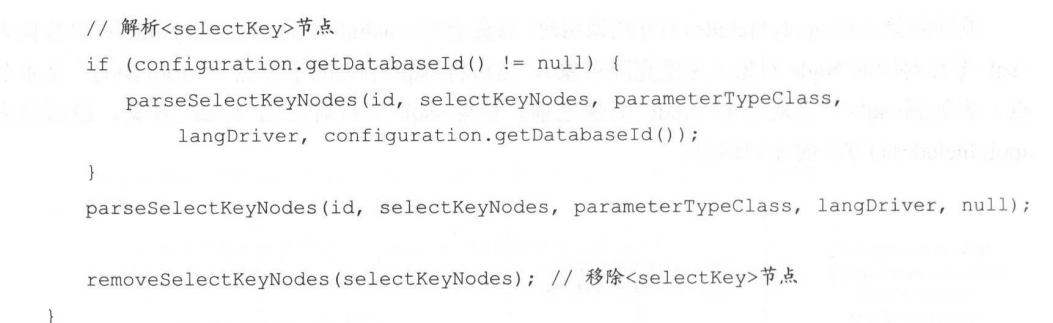 // 解析<selectKey>节点
if (configuration.getDatabaseId() != null) {
parseSelectKeyNodes(id, selectKeyNodes, parameterTypeClass,
langDriver, configuration.getDatabaseId());
}
parseSelectKeyNodes(id, selectKeyNodes, parameterTypeClass, langDriver, null);
removeSelectKeyNodes(selectKeyNodes); // 移除<selectKey>节点
}